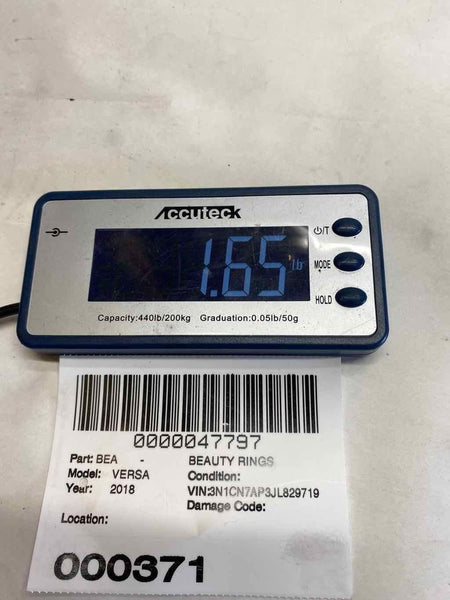 Accuteck
⏻/T
1.65 lb
MODE
HOLD
Capacity:440lb/200kg Graduation:0.05lb/50g
0000047797
Part: BEA - BEAUTY RINGS
Model: VERSA Condition:
Year: 2018 VIN:3N1CN7AP3JL829719
Damage Code:
Location:
000371